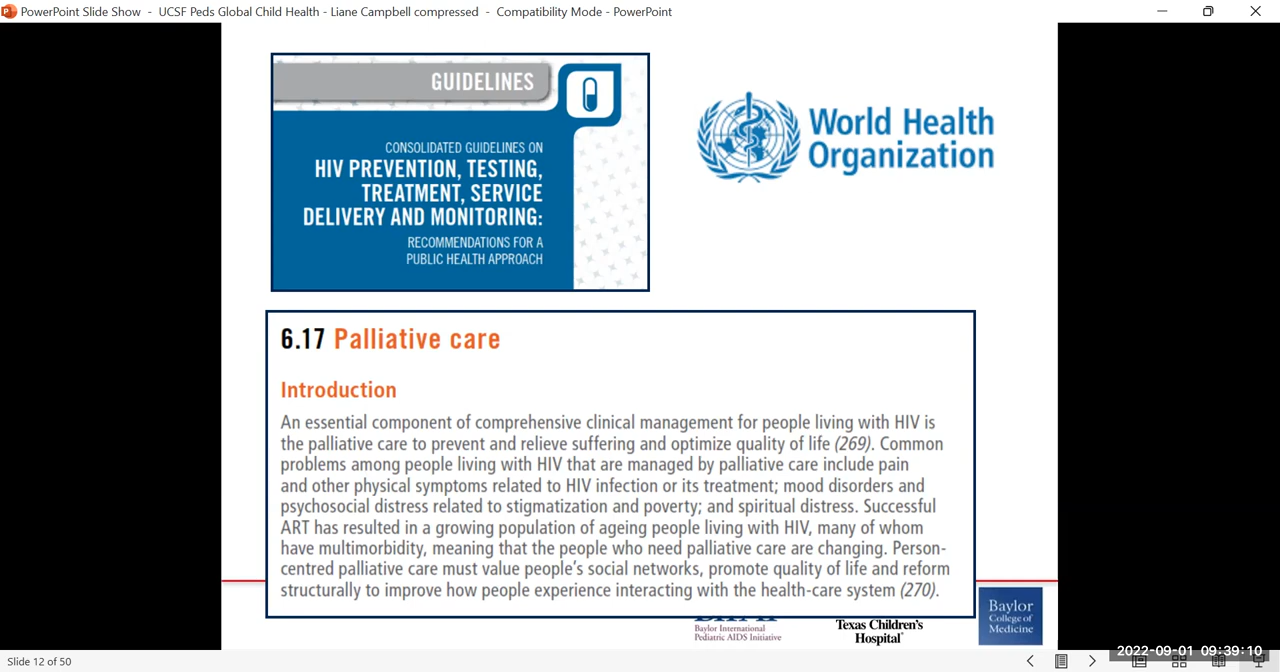 PowerPoint Slide Show - UCSF Peds Global Child Health - Liane Campbell compressed - Compatibility Mode - PowerPoint
GUIDELINES
CONSOLIDATED GUIDELINES ON
HIV PREVENTION, TESTING,
TREATMENT, SERVICE
DELIVERY AND MONITORING:
RECOMMENDATIONS FOR A
PUBLIC HEALTH APPROACH
World Health
Organization
6.17 Palliative care
Introduction
An essential component of comprehensive clinical management for people living with HIV is
the palliative care to prevent and relieve suffering and optimize quality of life (269). Common
problems among people living with HIV that are managed by palliative care include pain
and other physical symptoms related to HIV infection or its treatment; mood disorders and
psychosocial distress related to stigmatization and poverty; and spiritual distress. Successful
ART has resulted in a growing population of ageing people living with HIV, many of whom
have multimorbidity, meaning that the people who need palliative care are changing. Person-
centred palliative care must value people's social networks, promote quality of life and reform
structurally to improve how people experience interacting with the health-care system (270).
Baylor International
Pediatric AIDS Initiative
Texas Children's
Hospital®
Baylor
College of
Medicine
2022-09-01 09:39:10
Slide 12 of 50